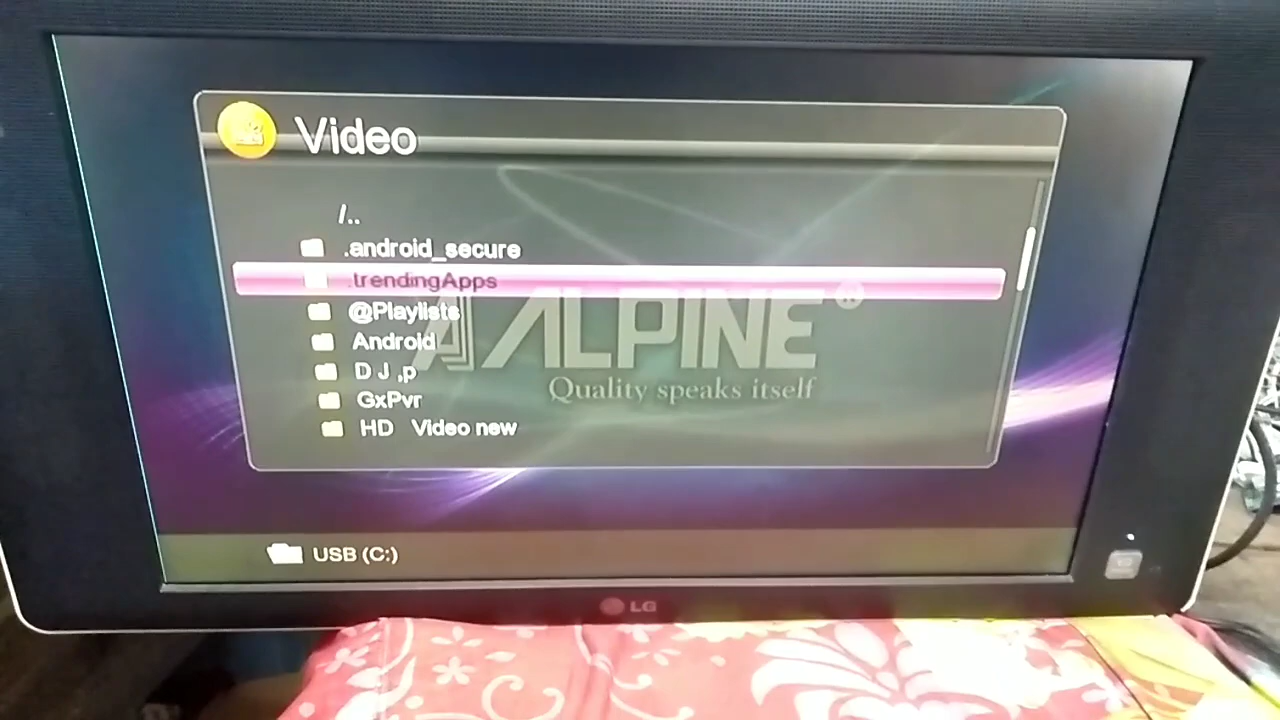 Video
/..
.android_secure
.trendingApps
@Playlists
Android
D J ,p
GxPvr
HD Video new
ALPINE
Quality speaks itself
USB (C:)
LG